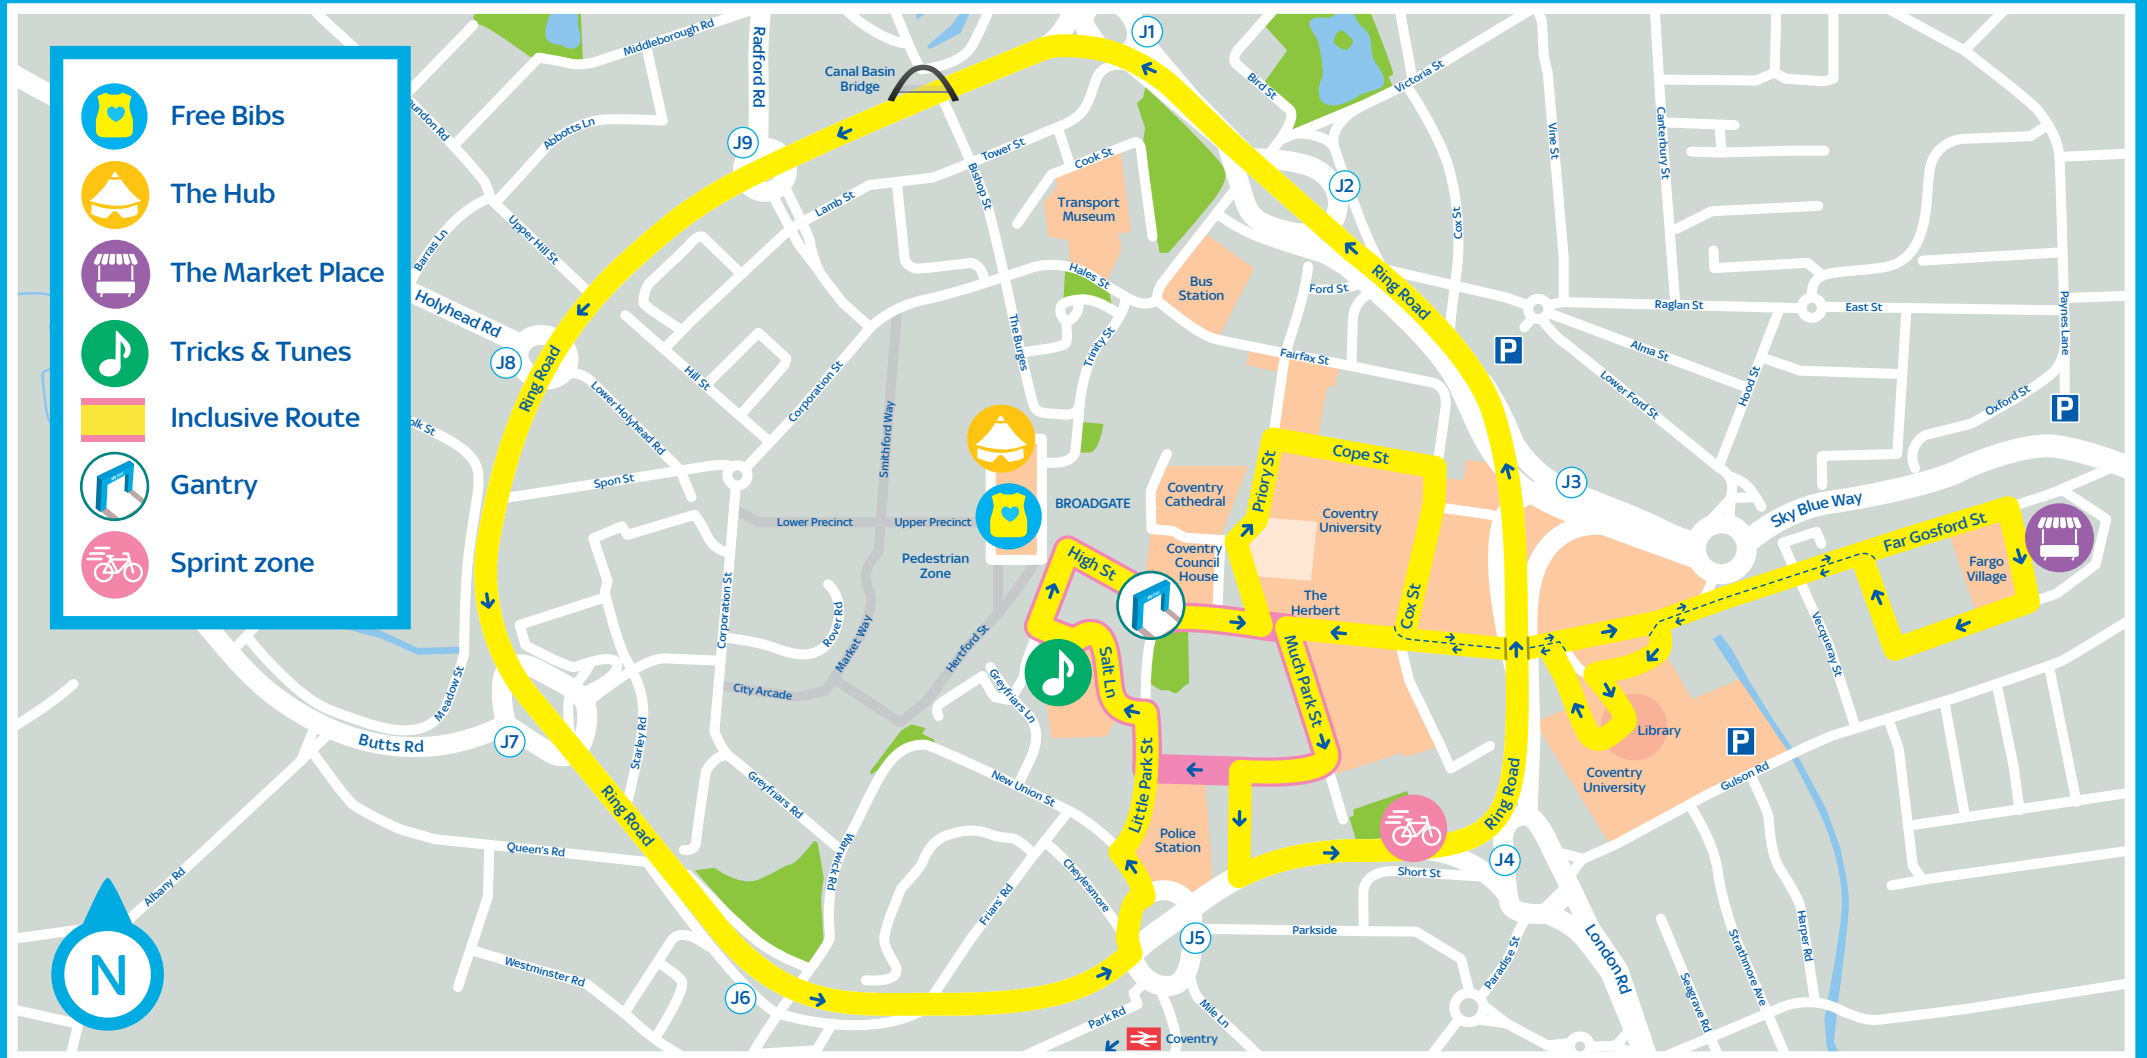 Free Bibs
The Hub
The Market Place
Tricks & Tunes
Inclusive Route
Gantry
Sprint zone
N
Middleborough Rd
Radford Rd
Canal Basin
Bridge
J1
Bird St
Victoria St
Vine St
Canterbury St
Abbotts Ln
J9
Tower St
Cook St
Bishop St
Lamb St
Transport
Museum
J2
Cox St
Barras Ln
Upper Hill St
Holyhead Rd
Hales St
Bus
Station
Ford St
Ring Road
Raglan St
East St
Paynes Lane
The Burges
Trinity St
Fairfax St
P
Alma St
J8
Ring Road
Hill St
Corporation St
Lower Holyhead Rd
Lower Ford St
Hood St
Oxford St
P
Smithford Way
Spon St
Priory St
Cope St
J3
Coventry
Cathedral
Coventry
University
BROADGATE
Sky Blue Way
Lower Precinct
Upper Precinct
Pedestrian
Zone
High St
Coventry
Council
House
Far Gosford St
Fargo
Village
The
Herbert
Cox St
Corporation St
Rover Rd
Market Way
Hertford St
Vecqueray St
Salt Ln
Much Park St
City Arcade
Greyfriars Ln
Meadow St
Butts Rd
J7
Starley Rd
Library
P
Coventry
University
Gulson Rd
Little Park St
Ring Road
Ring Road
Greyfriars Rd
New Union St
Police
Station
Warwick Rd
Queen's Rd
Cheylesmore
Short St
J4
Albany Rd
Friars' Rd
J5
Parkside
Paradise St
London Rd
Harper Rd
Strathmore Ave
Seagrave Rd
Westminster Rd
J6
Park Rd
Mile Ln
Coventry